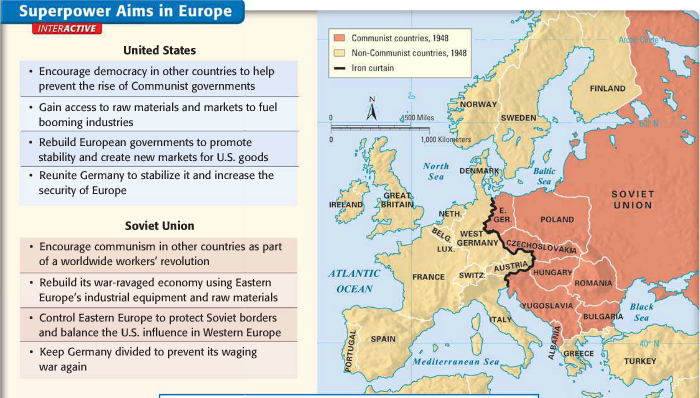 Superpower Aims in Europe
INTERACTIVE
United States
• Encourage democracy in other countries to help
prevent the rise of Communist governments
• Gain access to raw materials and markets to fuel
booming industries
• Rebuild European governments to promote
stability and create new markets for U.S. goods
• Reunite Germany to stabilize it and increase the
security of Europe
Soviet Union
• Encourage communism in other countries as part
of a worldwide workers' revolution
• Rebuild its war-ravaged economy using Eastern
Europe's industrial equipment and raw materials
• Control Eastern Europe to protect Soviet borders
and balance the U.S. influence in Western Europe
• Keep Germany divided to prevent its waging
war again
Communist countries, 1948
Non-Communist countries, 1948
Iron curtain
Arctic Circle
N
0 500 Miles
0 1,000 Kilometers
FINLAND
NORWAY
SWEDEN
60° N
North
Sea
DENMARK
Baltic
Sea
SOVIET
UNION
IRELAND
GREAT
BRITAIN
NETH.
E.
GER.
POLAND
BELG.
WEST
GERMANY
LUX.
CZECHOSLOVAKIA
ATLANTIC
OCEAN
FRANCE
SWITZ.
AUSTRIA
HUNGARY
ROMANIA
YUGOSLAVIA
Black
Sea
BULGARIA
ITALY
PORTUGAL
SPAIN
ALBANIA
GREECE
40° N
TURKEY
Mediterranean Sea